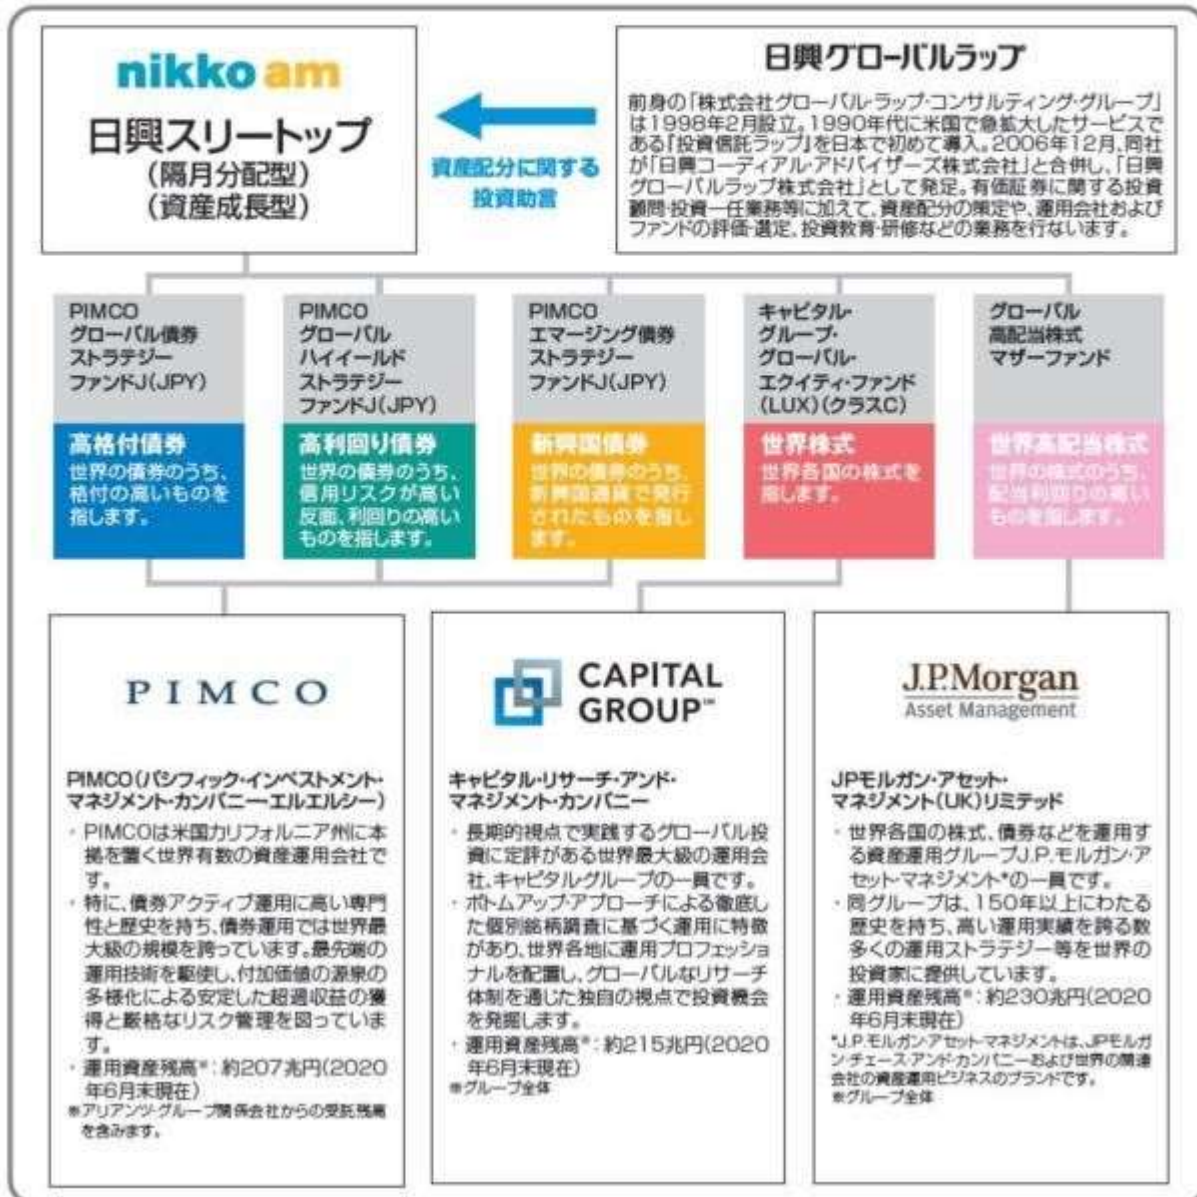 nikko am
日興スリートップ
(隔月分配型)
(資産成長型)
資産配分に関する
投資助言
日興グローバルラップ
前身の「株式会社グローバル・ラップ・コンサルティング・グループ」
は1998年2月設立。1990年代に米国で急拡大したサービスで
ある「投資信託ラップ」を日本で初めて導入。2006年12月、同社
が「日興コーディアル・アドバイザーズ株式会社」と合併し、「日興
グローバルラップ株式会社」として発足。有価証券に関する投資
顧問・投資一任業務等に加えて、資産配分の策定や、運用会社および
ファンドの評価・選定、投資教育・研修などの業務を行ないます。
PIMCO
グローバル債券
ストラテジー
ファンドJ(JPY)
高格付債券
世界の債券のうち、
格付の高いものを
指します。
PIMCO
グローバル
ハイイールド
ストラテジー
ファンドJ(JPY)
高利回り債券
世界の債券のうち、
信用リスクが高い
反面、利回りの高い
ものを指します。
PIMCO
エマージング債券
ストラテジー
ファンドJ(JPY)
新興国債券
世界の債券のうち、
新興国通貨で発行
されたものを指し
ます。
キャピタル・
グループ・
グローバル・
エクイティ・ファンド
(LUX)(クラスC)
世界株式
世界各国の株式を
指します。
グローバル
高配当株式
マザーファンド
世界高配当株式
世界の株式のうち、
配当利回りの高い
ものを指します。
PIMCO
PIMCO(パシフィック・インベストメント・
マネジメント・カンパニー・エルエルシー)
・PIMCOは米国カリフォルニア州に本
拠を置く世界有数の資産運用会社で
す。
・特に、債券アクティブ運用に高い専門
性と歴史を持ち、債券運用では世界最
大級の規模を誇っています。最先端の
運用技術を駆使し、付加価値の源泉の
多様化による安定した超過収益の獲
得と厳格なリスク管理を図っていま
す。
・運用資産残高※:約207兆円(2020
年6月末現在)
※アリアンツ・グループ関係会社からの受託残高
を含みます。
CAPITAL
GROUP℠
キャピタル・リサーチ・アンド・
マネジメント・カンパニー
・長期的視点で実践するグローバル投
資に定評がある世界最大級の運用会
社、キャピタルグループの一員です。
・ボトムアップ・アプローチによる徹底し
た個別銘柄調査に基づく運用に特徴
があり、世界各地に運用プロフェッショ
ナルを配置し、グローバルなリサーチ
体制を通じた独自の視点で投資機会
を発掘します。
・運用資産残高※:約215兆円(2020
年6月末現在)
※グループ全体
J.P.Morgan
Asset Management
JPモルガン・アセット・
マネジメント(UK)リミテッド
・世界各国の株式、債券などを運用す
る資産運用グループJ.P.モルガン・ア
セット・マネジメント*の一員です。
・同グループは、150年以上にわたる
歴史を持ち、高い運用実績を誇る数
多くの運用ストラテジー等を世界の
投資家に提供しています。
・運用資産残高※:約230兆円(2020
年6月末現在)
*J.P.モルガン・アセット・マネジメントは、JPモルガ
ン・チェース・アンド・カンパニーおよび世界の関連
会社の資産運用ビジネスのブランドです。
※グループ全体